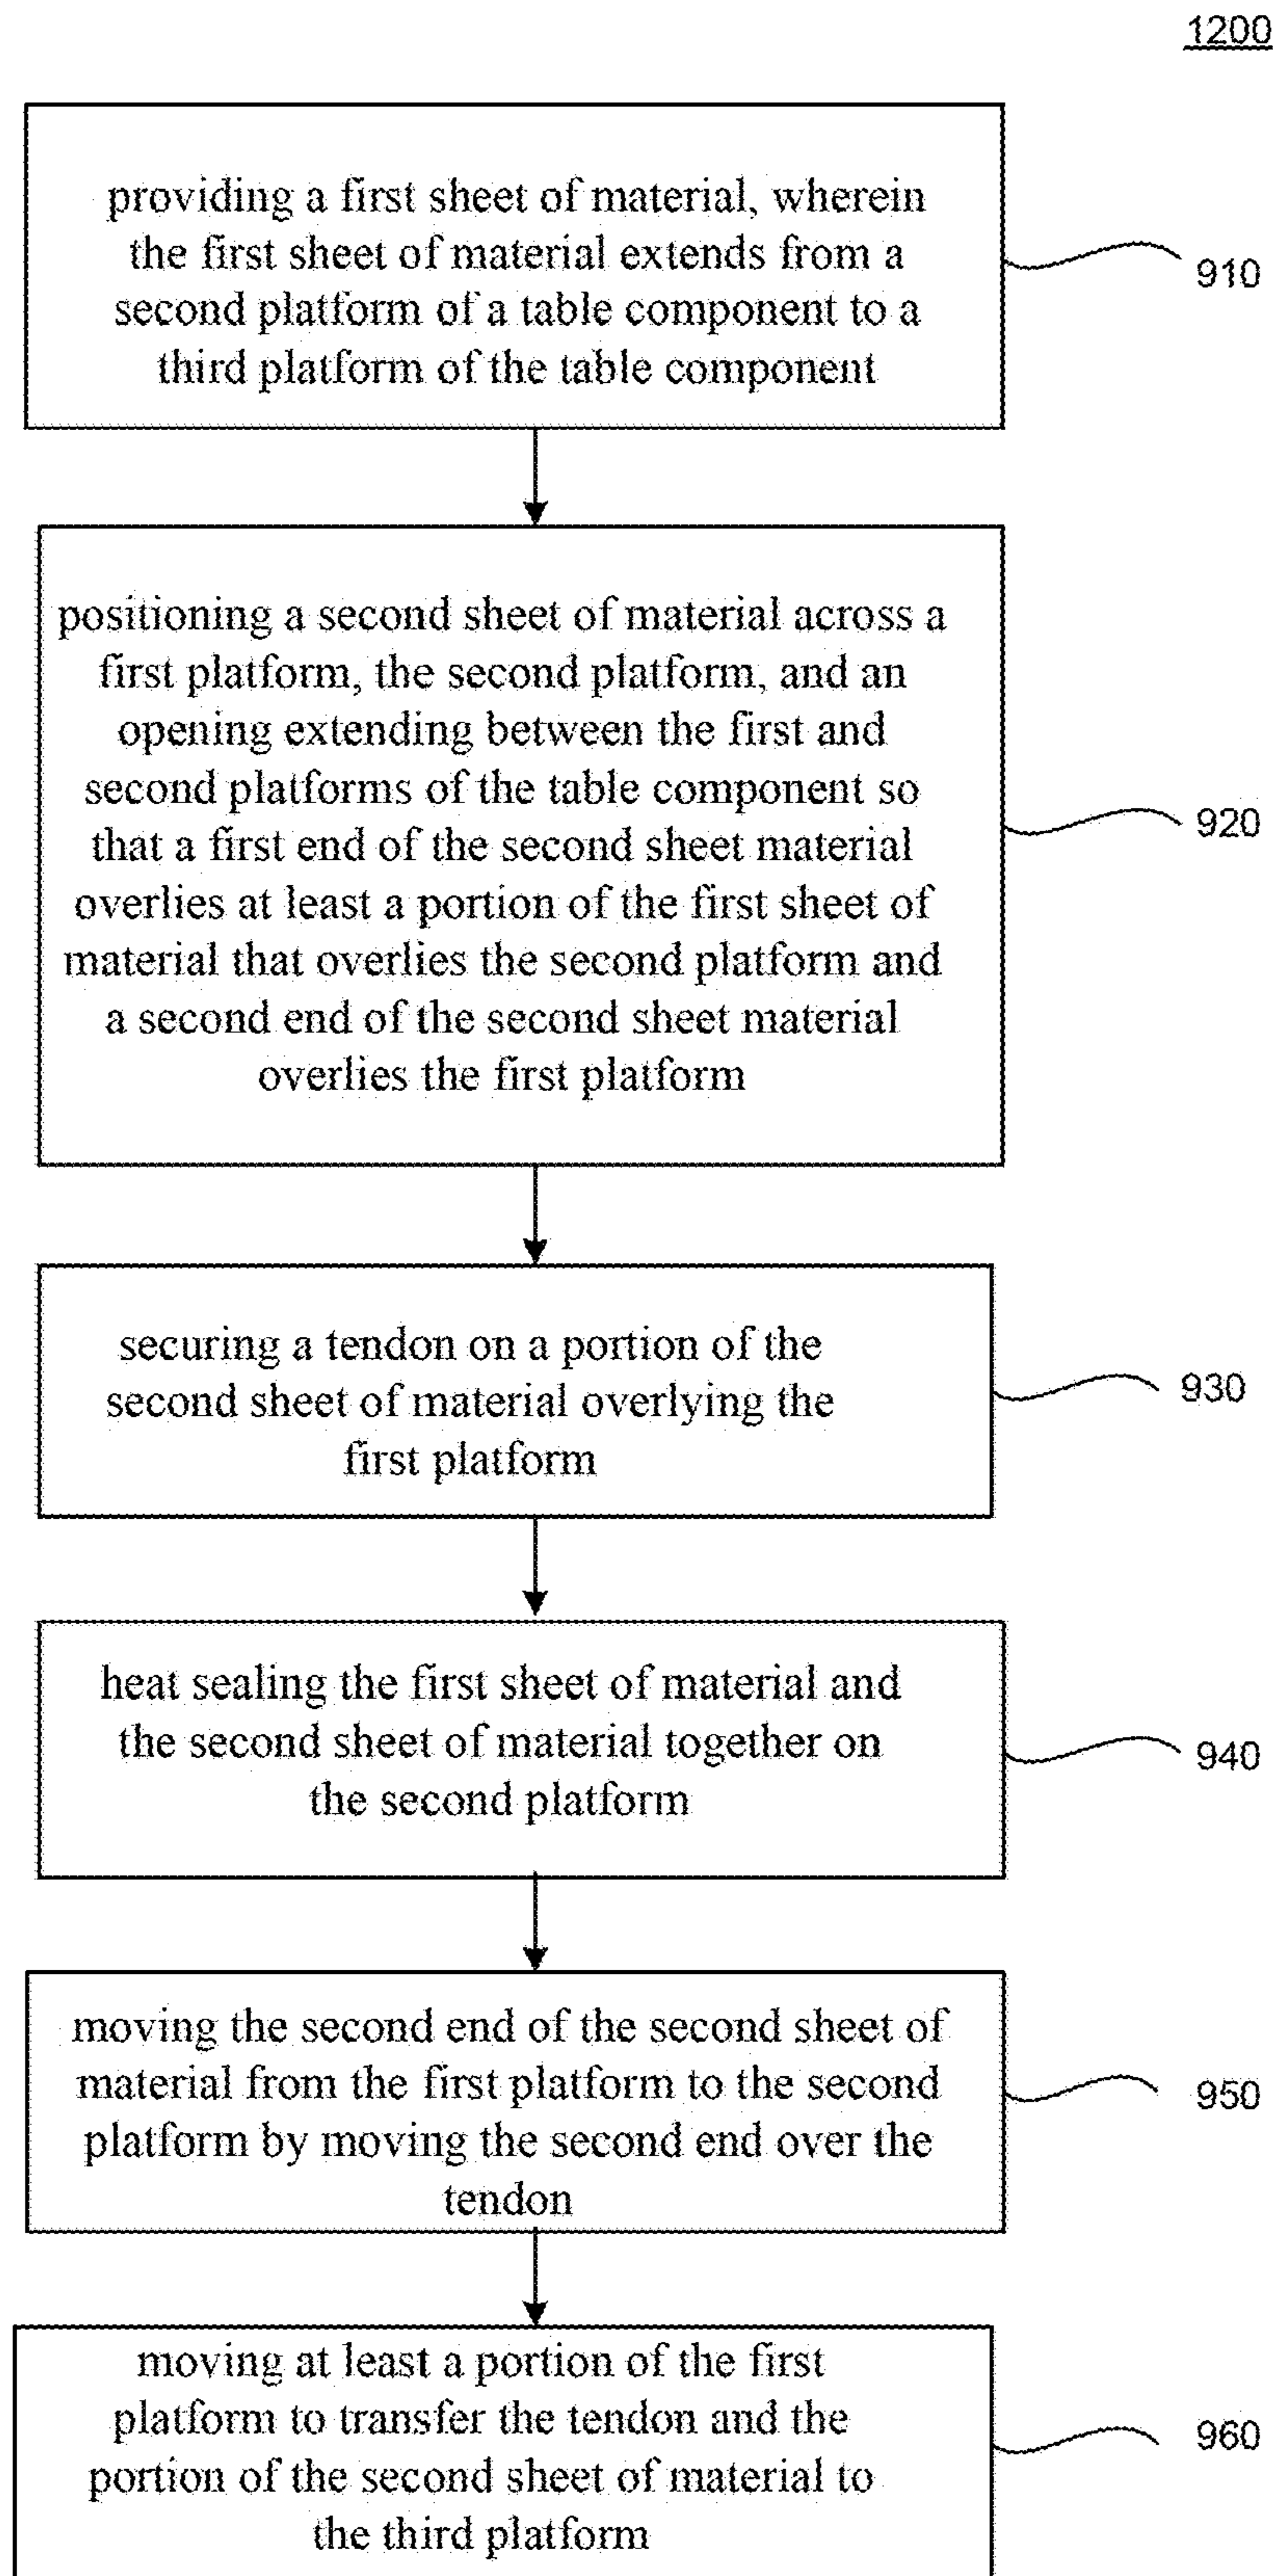 1200
providing a first sheet of material, wherein
the first sheet of material extends from a
second platform of a table component to a
third platform of the table component
910
positioning a second sheet of material across a
first platform, the second platform, and an
opening extending between the first and
second platforms of the table component so
that a first end of the second sheet material
overlies at least a portion of the first sheet of
material that overlies the second platform and
a second end of the second sheet material
overlies the first platform
920
securing a tendon on a portion of the
second sheet of material overlying the
first platform
930
heat sealing the first sheet of material and
the second sheet of material together on
the second platform
940
moving the second end of the second sheet of
material from the first platform to the second
platform by moving the second end over the
tendon
950
moving at least a portion of the first
platform to transfer the tendon and the
portion of the second sheet of material to
the third platform
960